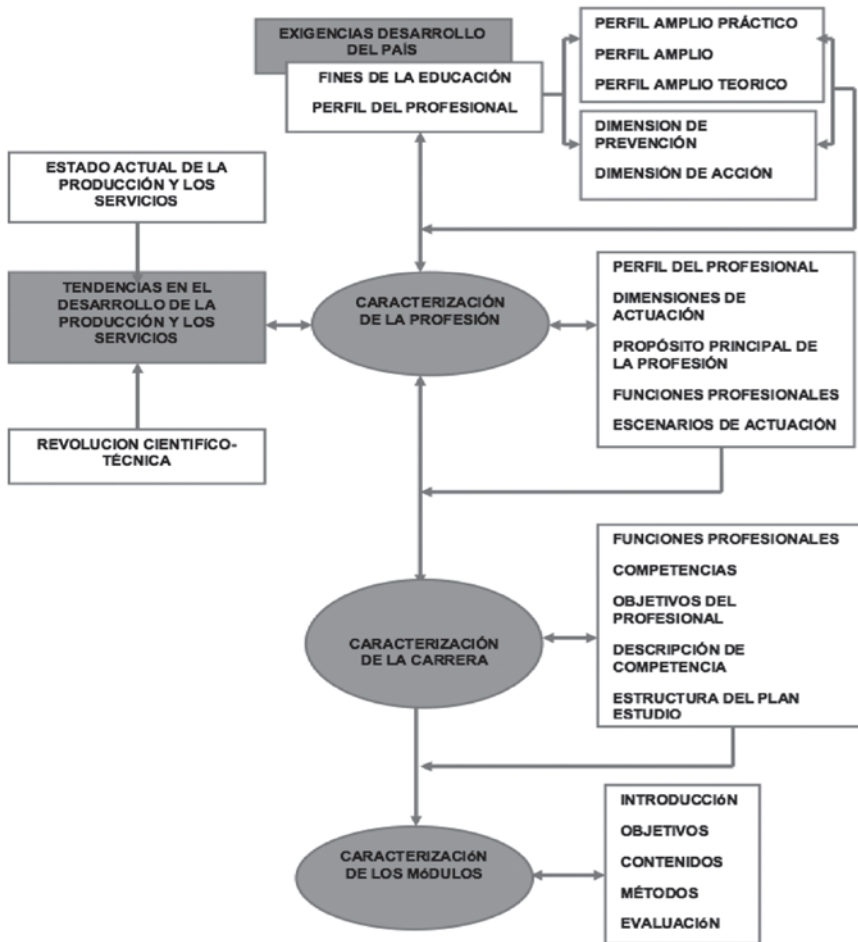 EXIGENCIAS DESARROLLO
DEL PAÍS
FINES DE LA EDUCACIÓN
PERFIL DEL PROFESIONAL
PERFIL AMPLIO PRÁCTICO
PERFIL AMPLIO
PERFIL AMPLIO TEORICO
DIMENSION DE
PREVENCIÓN
DIMENSIÓN DE ACCIÓN
ESTADO ACTUAL DE LA
PRODUCCIÓN Y LOS
SERVICIOS
TENDENCIAS EN EL
DESARROLLO DE LA
PRODUCCIÓN Y LOS
SERVICIOS
REVOLUCION CIENTIFíCO-
TÉCNICA
CARACTERIZACIÓN
DE LA PROFESIÓN
PERFIL DEL PROFESIONAL
DIMENSIONES DE
ACTUACIÓN
PROPÓSITO PRINCIPAL DE
LA PROFESIÓN
FUNCIONES PROFESIONALES
ESCENARIOS DE ACTUACIÓN
CARACTERIZACIÓN
DE LA CARRERA
FUNCIONES PROFESIONALES
COMPETENCIAS
OBJETIVOS DEL
PROFESIONAL
DESCRIPCIÓN DE
COMPETENCIA
ESTRUCTURA DEL PLAN
ESTUDIO
CARACTERIZACIóN
DE LOS MóDULOS
INTRODUCCIóN
OBJETIVOS
CONTENIDOS
MÉTODOS
EVALUACIóN